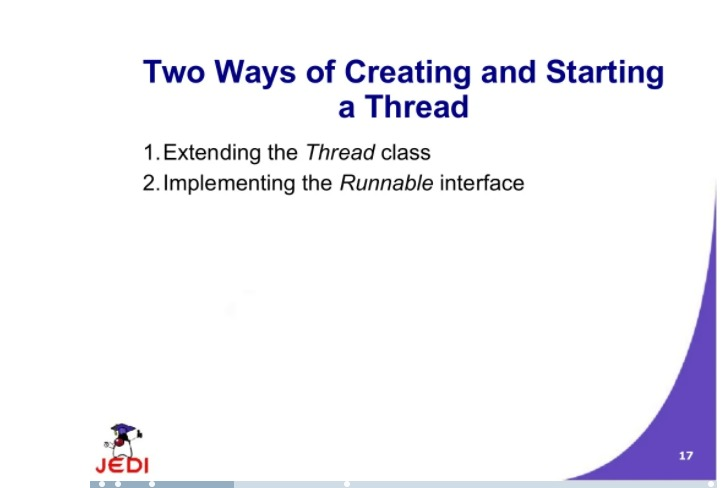 Two Ways of Creating and Starting
a Thread
1. Extending the Thread class
2. Implementing the Runnable interface
JEDI
17